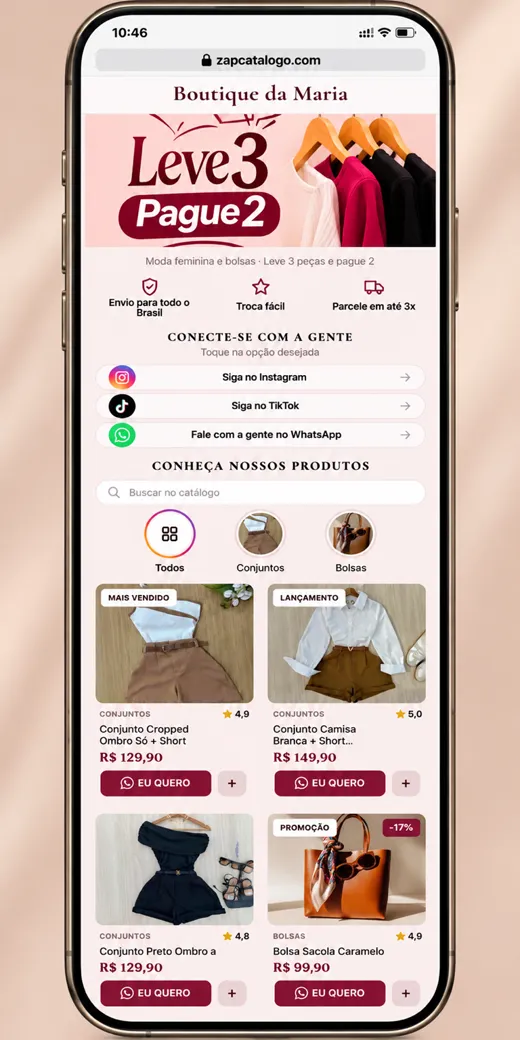 10:46
zapcatalogo.com
Boutique da Maria
Leve 3
Pague 2
Moda feminina e bolsas · Leve 3 peças e pague 2
Envio para todo o
Brasil
Troca fácil
Parcele em até 3x
CONECTE-SE COM A GENTE
Toque na opção desejada
Siga no Instagram
Siga no TikTok
Fale com a gente no WhatsApp
CONHEÇA NOSSOS PRODUTOS
Buscar no catálogo
Todos
Conjuntos
Bolsas
MAIS VENDIDO
CONJUNTOS
4,9
Conjunto Cropped
Ombro Só + Short
R$ 129,90
EU QUERO
+
LANÇAMENTO
CONJUNTOS
5,0
Conjunto Camisa
Branca + Short...
R$ 149,90
EU QUERO
+
CONJUNTOS
4,8
Conjunto Preto Ombro a
R$ 129,90
EU QUERO
+
PROMOÇÃO
-17%
BOLSAS
4,9
Bolsa Sacola Caramelo
R$ 99,90
EU QUERO
+